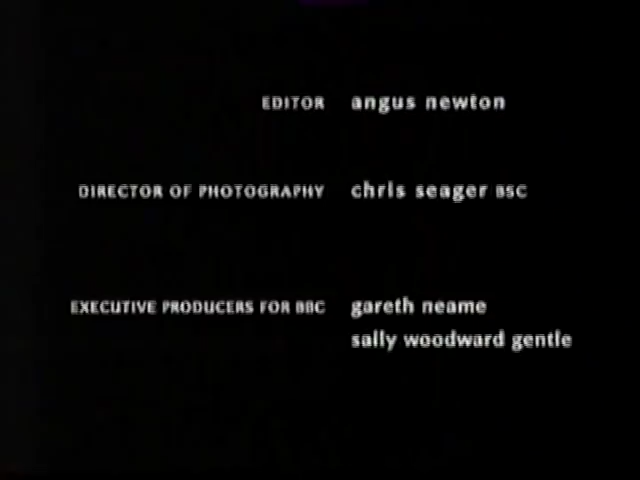 EDITOR angus newton
DIRECTOR OF PHOTOGRAPHY chris seager BSC
EXECUTIVE PRODUCERS FOR BBC gareth neame
sally woodward gentle